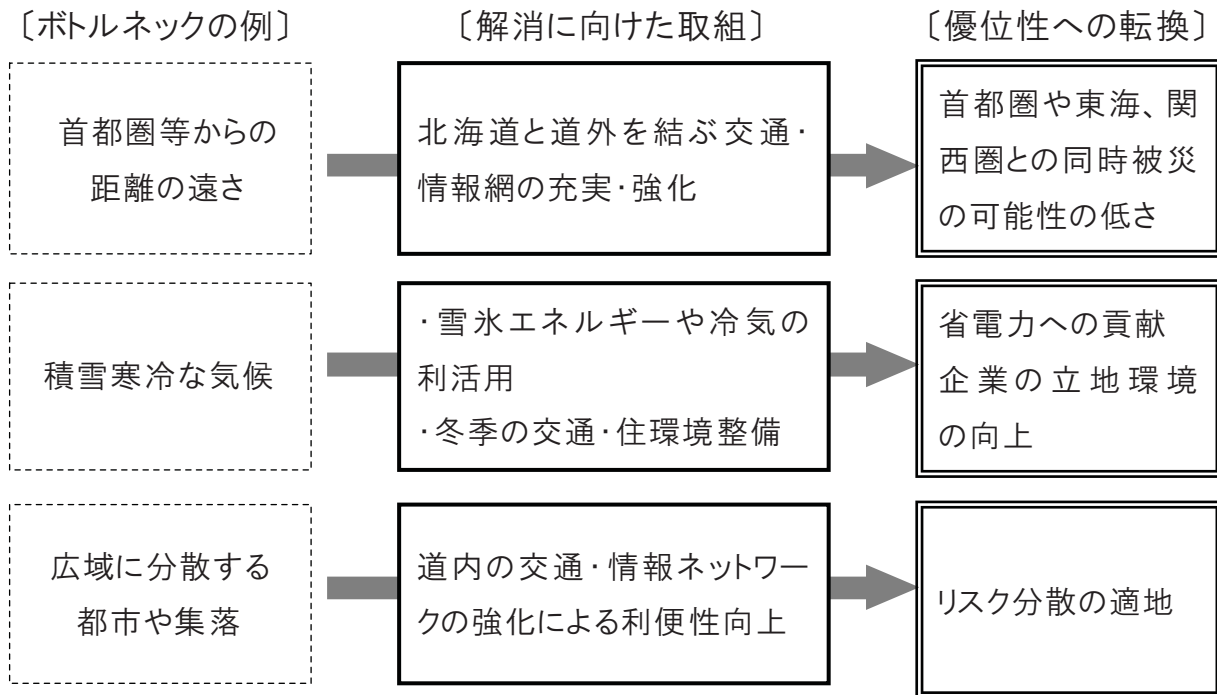 〔ボトルネックの例〕
〔解消に向けた取組〕
〔優位性への転換〕
首都圏等からの
距離の遠さ
北海道と道外を結ぶ交通・
情報網の充実・強化
首都圏や東海、関
西圏との同時被災
の可能性の低さ
積雪寒冷な気候
・雪氷エネルギーや冷気の
利活用
・冬季の交通・住環境整備
省電力への貢献
企業の立地環境
の向上
広域に分散する
都市や集落
道内の交通・情報ネットワー
クの強化による利便性向上
リスク分散の適地